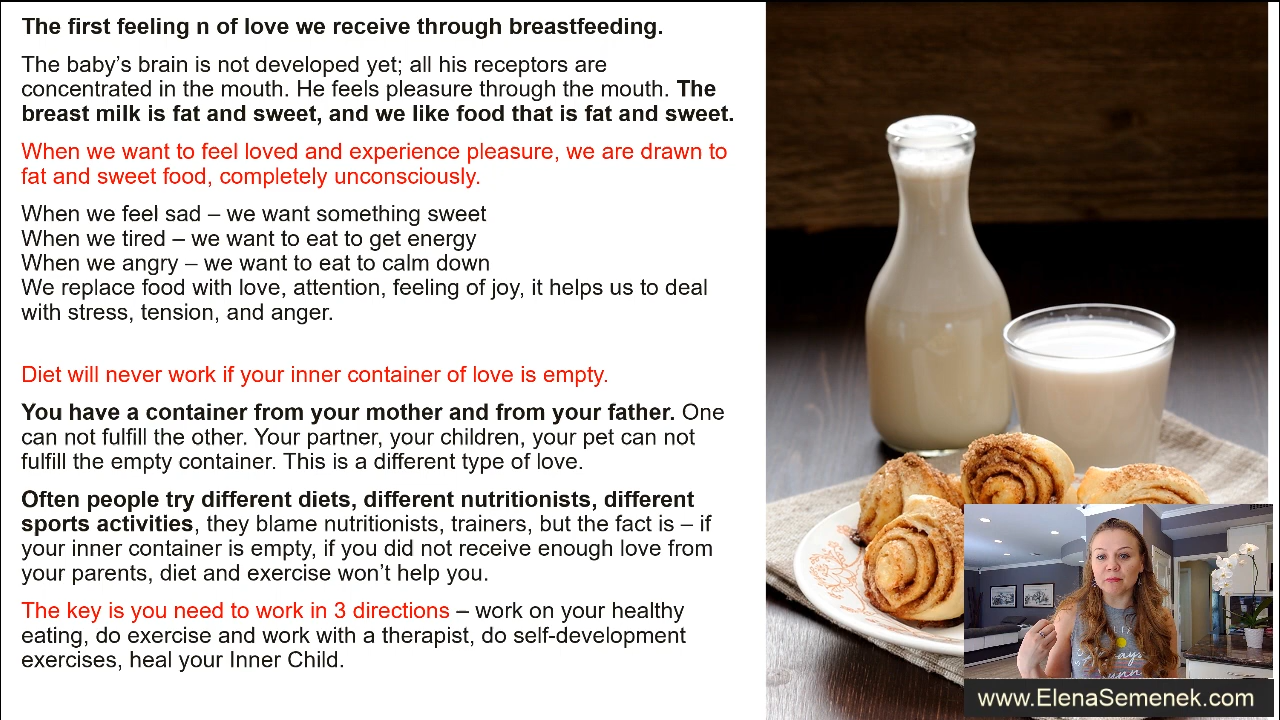 The first feeling n of love we receive through breastfeeding.
The baby's brain is not developed yet; all his receptors are
concentrated in the mouth. He feels pleasure through the mouth. The
breast milk is fat and sweet, and we like food that is fat and sweet.
When we want to feel loved and experience pleasure, we are drawn to
fat and sweet food, completely unconsciously.
When we feel sad – we want something sweet
When we tired – we want to eat to get energy
When we angry – we want to eat to calm down
We replace food with love, attention, feeling of joy, it helps us to deal
with stress, tension, and anger.
Diet will never work if your inner container of love is empty.
You have a container from your mother and from your father. One
can not fulfill the other. Your partner, your children, your pet can not
fulfill the empty container. This is a different type of love.
Often people try different diets, different nutritionists, different
sports activities, they blame nutritionists, trainers, but the fact is – if
your inner container is empty, if you did not receive enough love from
your parents, diet and exercise won't help you.
The key is you need to work in 3 directions – work on your healthy
eating, do exercise and work with a therapist, do self-development
exercises, heal your Inner Child.
www.ElenaSemenek.com